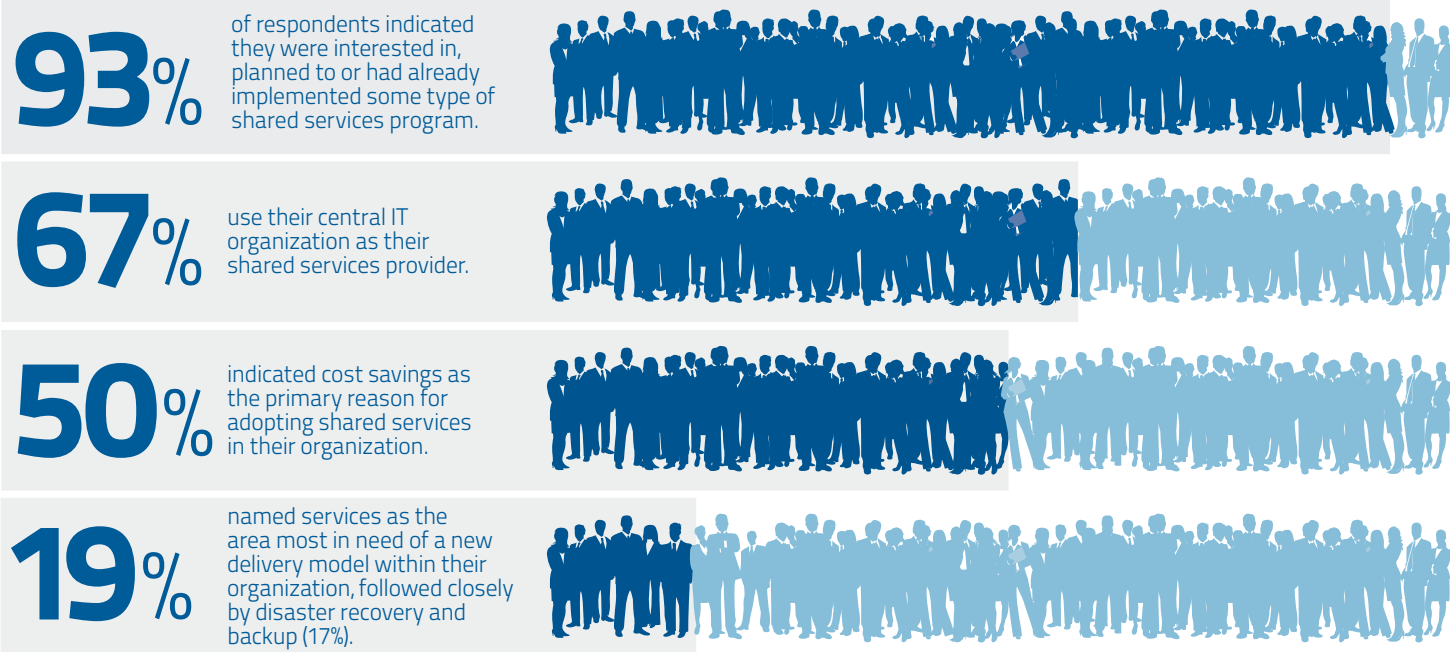 93%
of respondents indicated
they were interested in,
planned to or had already
implemented some type of
shared services program.
67%
use their central IT
organization as their
shared services provider.
50%
indicated cost savings as
the primary reason for
adopting shared services
in their organization.
19%
named services as the
area most in need of a new
delivery model within their
organization, followed closely
by disaster recovery and
backup (17%).